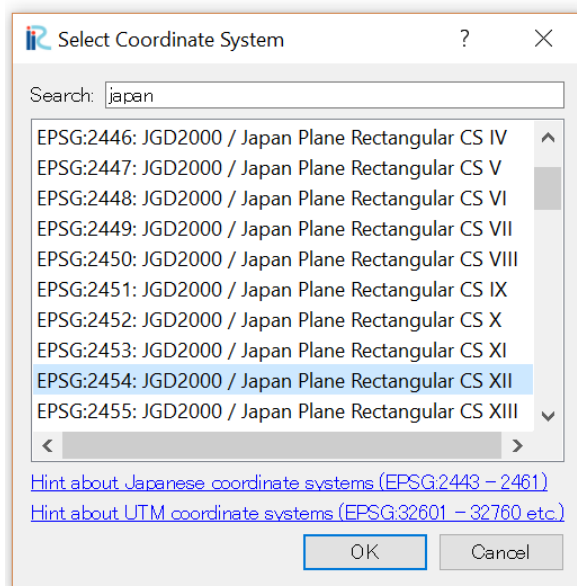 Select Coordinate System
Search: japan
EPSG:2446: JGD2000 / Japan Plane Rectangular CS IV
EPSG:2447: JGD2000 / Japan Plane Rectangular CS V
EPSG:2448: JGD2000 / Japan Plane Rectangular CS VI
EPSG:2449: JGD2000 / Japan Plane Rectangular CS VII
EPSG:2450: JGD2000 / Japan Plane Rectangular CS VIII
EPSG:2451: JGD2000 / Japan Plane Rectangular CS IX
EPSG:2452: JGD2000 / Japan Plane Rectangular CS X
EPSG:2453: JGD2000 / Japan Plane Rectangular CS XI
EPSG:2454: JGD2000 / Japan Plane Rectangular CS XII
EPSG:2455: JGD2000 / Japan Plane Rectangular CS XIII
Hint about Japanese coordinate systems (EPSG:2443 - 2461)
Hint about UTM coordinate systems (EPSG:32601 - 32760 etc.)
OK Cancel